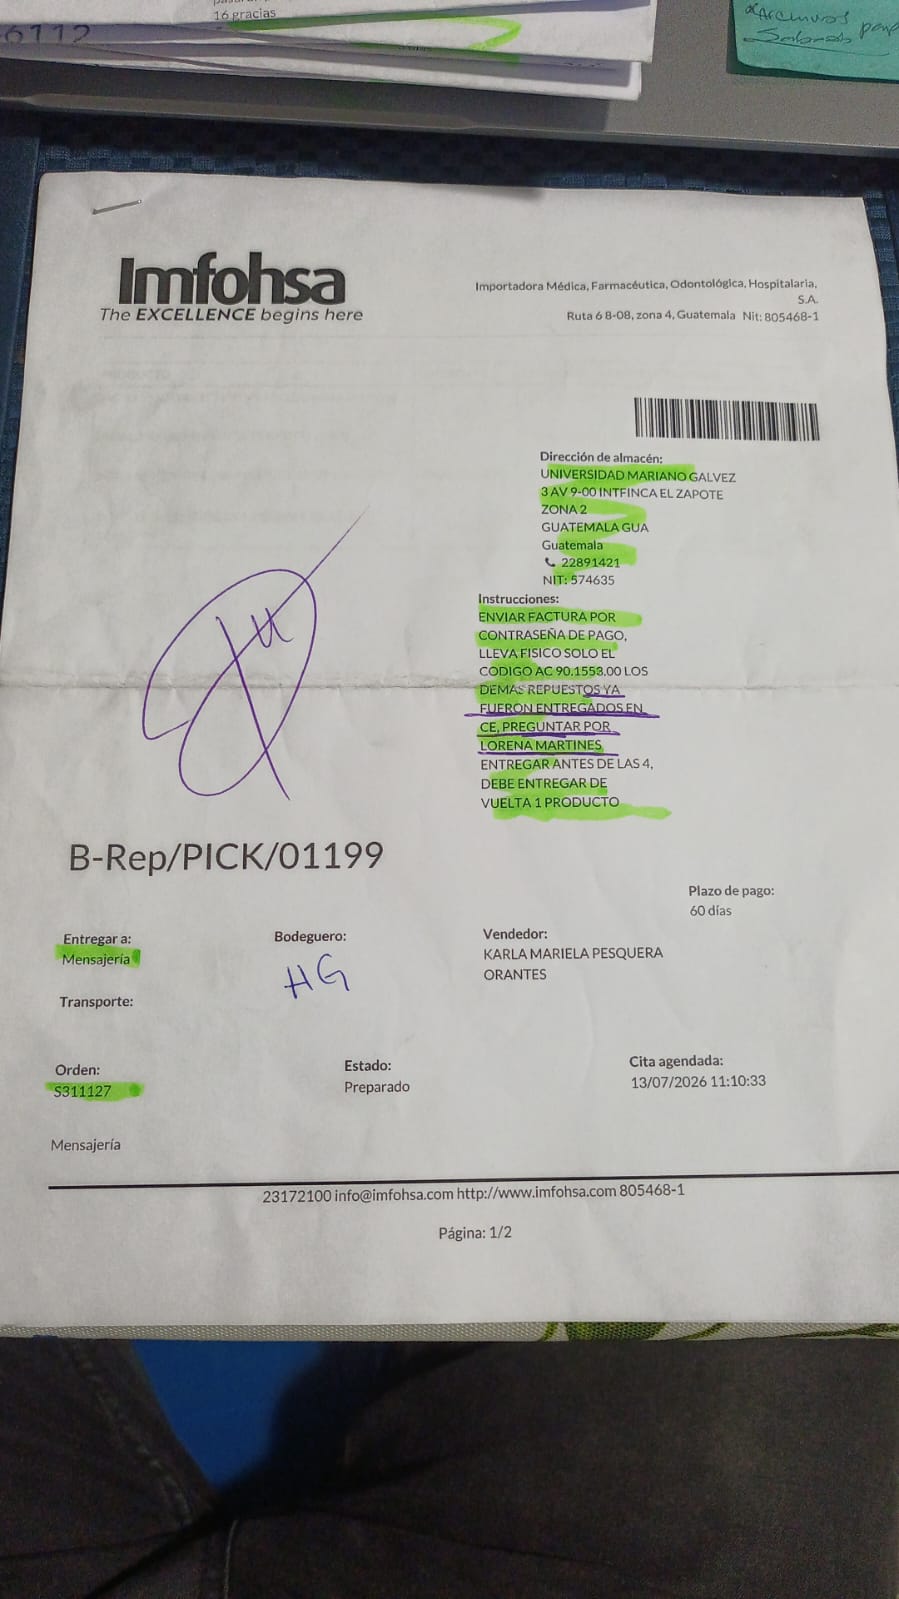 16 gracias
6112
Archivos para
Imfohsa
The EXCELLENCE begins here
Importadora Médica, Farmacéutica, Odontológica, Hospitalaria,
S.A.
Ruta 6 8-08, zona 4, Guatemala Nit: 805468-1
Dirección de almacén:
UNIVERSIDAD MARIANO GALVEZ
3 AV 9-00 INTFINCA EL ZAPOTE
ZONA 2
GUATEMALA GUA
Guatemala
22891421
NIT: 574635
Instrucciones:
ENVIAR FACTURA POR
CONTRASEÑA DE PAGO,
LLEVA FISICO SOLO EL
CODIGO AC 90.1553.00 LOS
DEMAS REPUESTOS YA
FUERON ENTREGADOS EN
CE, PREGUNTAR POR
LORENA MARTINES
ENTREGAR ANTES DE LAS 4,
DEBE ENTREGAR DE
VUELTA 1 PRODUCTO
B-Rep/PICK/01199
Plazo de pago:
60 días
Entregar a:
Mensajería
Bodeguero:
HG
Vendedor:
KARLA MARIELA PESQUERA
ORANTES
Transporte:
Orden:
S311127
Estado:
Preparado
Cita agendada:
13/07/2026 11:10:33
Mensajería
23172100 info@imfohsa.com http://www.imfohsa.com 805468-1
Página: 1/2